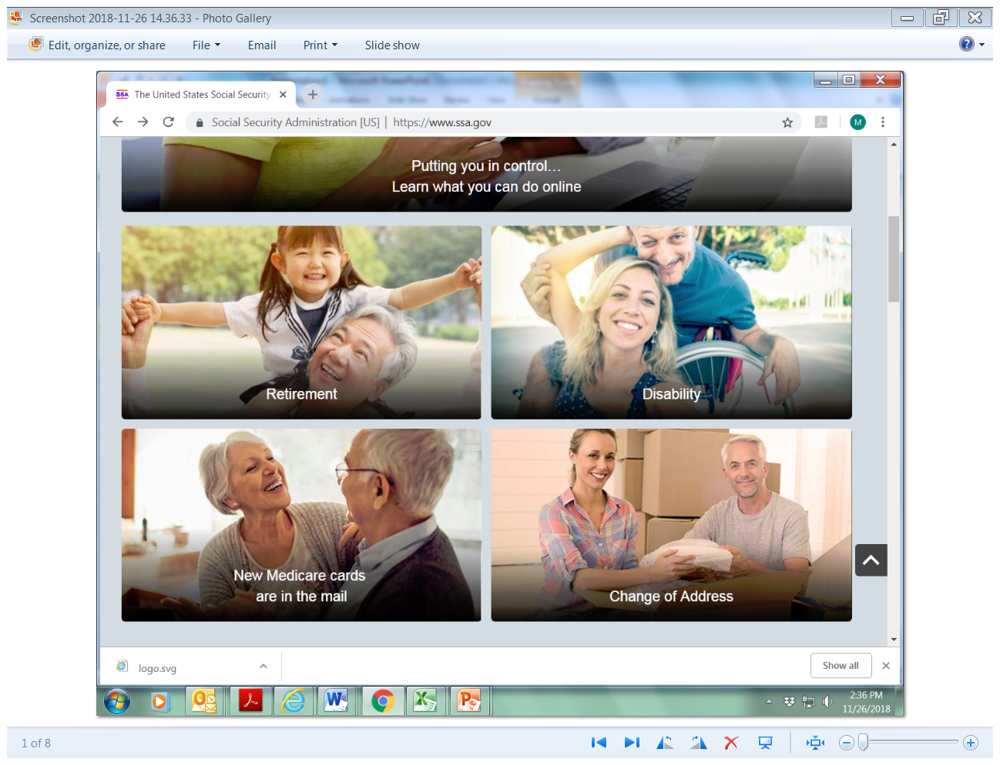 Screenshot 2018-11-26 14.36.33 - Photo Gallery
Edit, organize, or share File Email Print Slide show
SSA The United States Social Security
Social Security Administration [US] | https://www.ssa.gov M
Putting you in control...
Learn what you can do online
Retirement
Disability
New Medicare cards
are in the mail
Change of Address
logo.svg
Show all
2:36 PM
11/26/2018
1 of 8